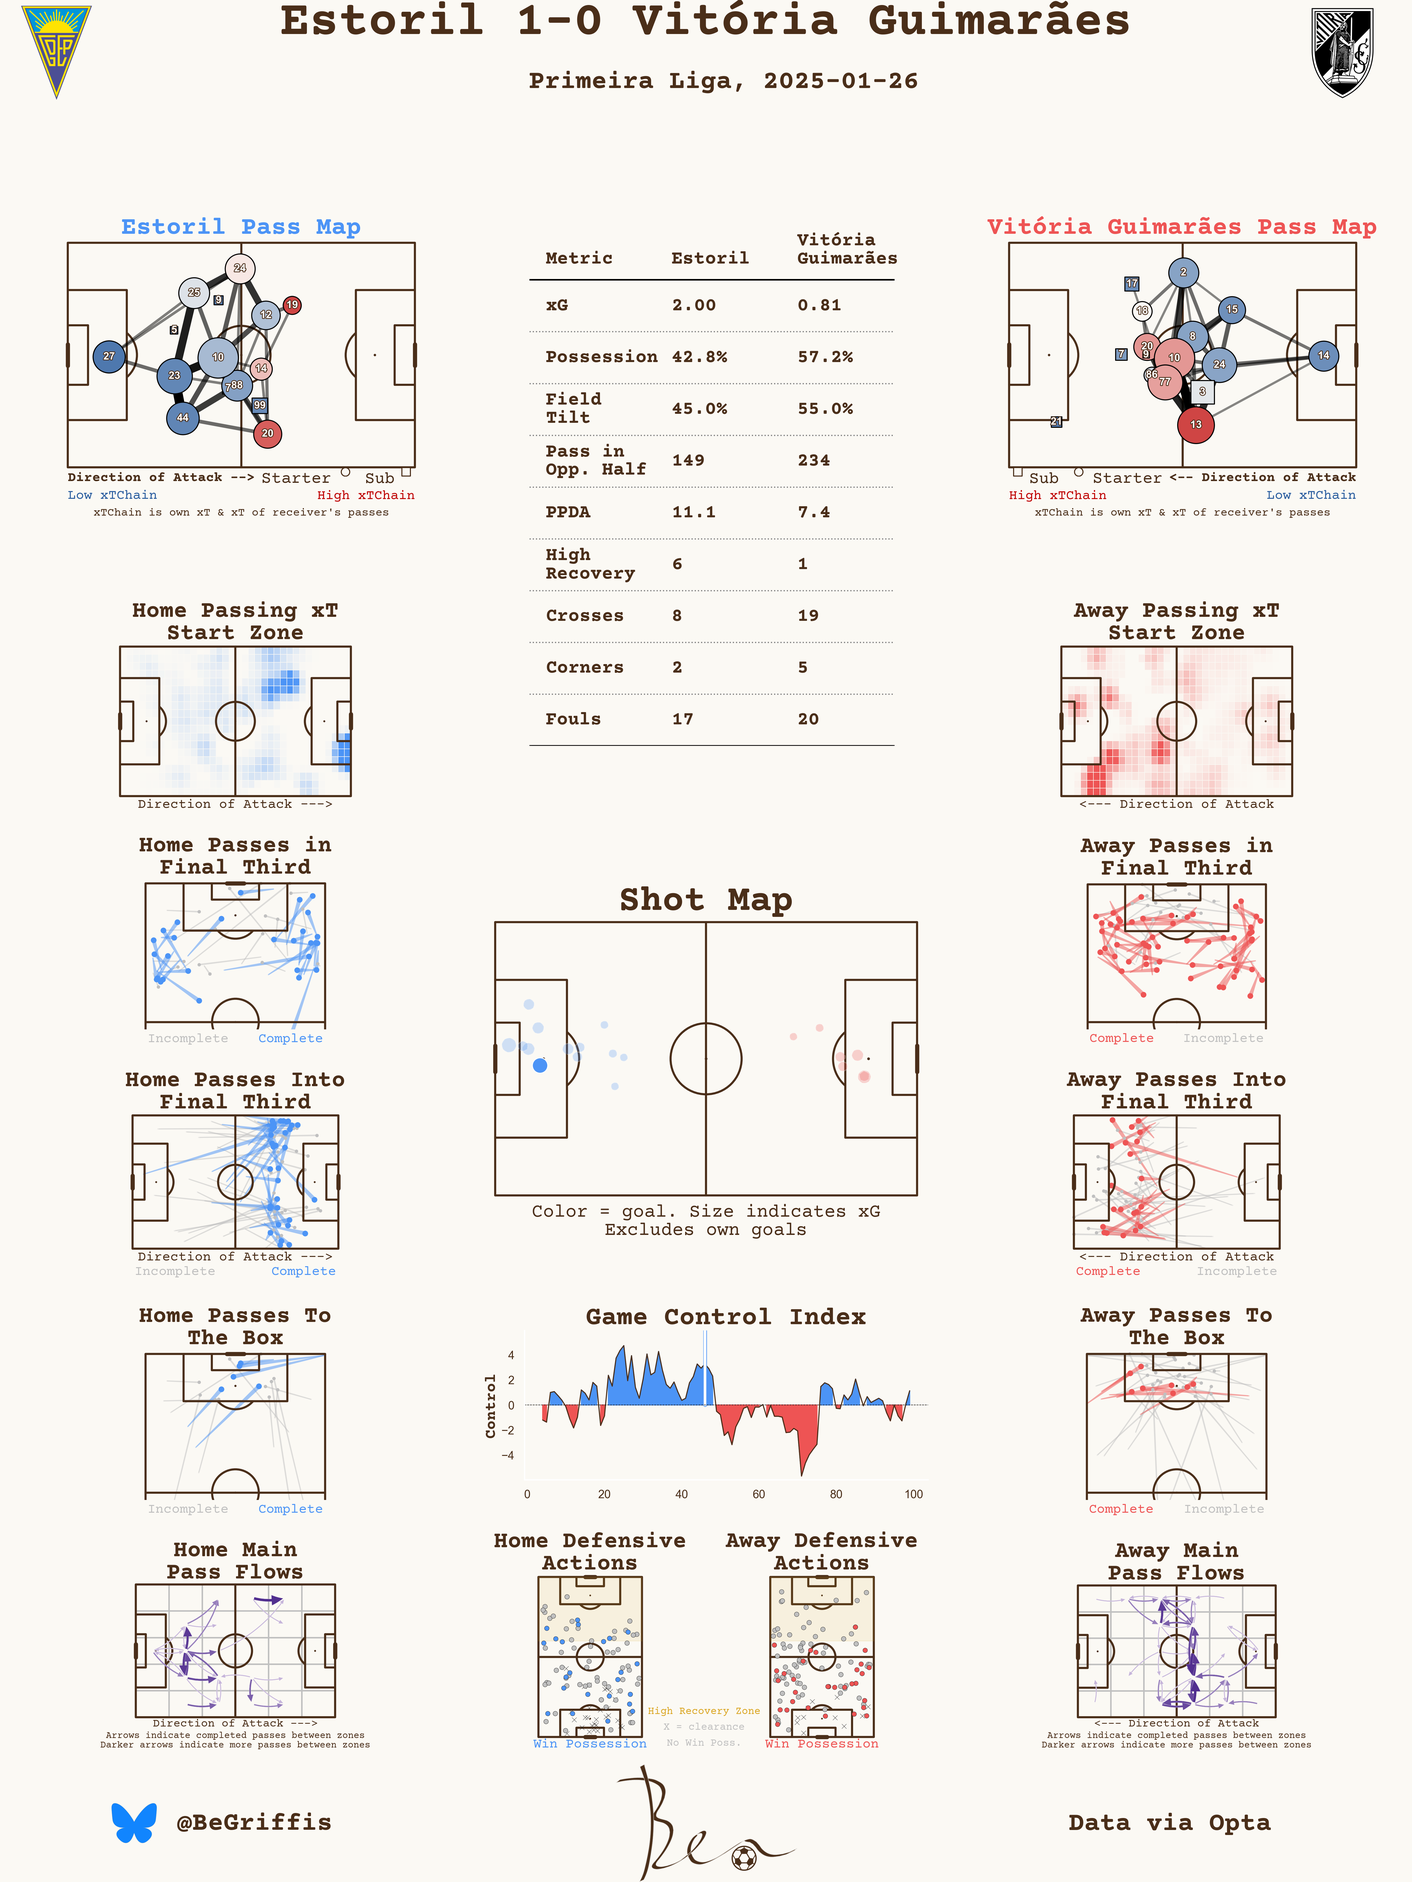 Estoril 1-0 Vitória Guimarães
Primeira Liga, 2025-01-26
Estoril Pass Map
24
25
9
19
12
5
27
10
14
23
7
88
99
44
20
Direction of Attack --> Starter Sub
Low xTChain High xTChain
xTChain is own xT & xT of receiver's passes
Metric Estoril Vitória
Guimarães
xG 2.00 0.81
Possession 42.8% 57.2%
Field
Tilt 45.0% 55.0%
Pass in
Opp. Half 149 234
PPDA 11.1 7.4
High
Recovery 6 1
Crosses 8 19
Corners 2 5
Fouls 17 20
Vitória Guimarães Pass Map
2
17
18
15
8
20
7
9
10
14
24
86
77
3
21
13
Sub Starter <-- Direction of Attack
High xTChain Low xTChain
xTChain is own xT & xT of receiver's passes
Home Passing xT
Start Zone
Direction of Attack --->
Away Passing xT
Start Zone
<--- Direction of Attack
Home Passes in
Final Third
Incomplete Complete
Away Passes in
Final Third
Complete Incomplete
Shot Map
Color = goal. Size indicates xG
Excludes own goals
Home Passes Into
Final Third
Direction of Attack --->
Incomplete Complete
Away Passes Into
Final Third
<--- Direction of Attack
Complete Incomplete
Home Passes To
The Box
Incomplete Complete
Game Control Index
Control
4
2
0
−2
−4
0 20 40 60 80 100
Away Passes To
The Box
Complete Incomplete
Home Main
Pass Flows
Direction of Attack --->
Arrows indicate completed passes between zones
Darker arrows indicate more passes between zones
Home Defensive
Actions
Win Possession
High Recovery Zone
X = clearance
No Win Poss.
Away Defensive
Actions
Win Possession
Away Main
Pass Flows
<--- Direction of Attack
Arrows indicate completed passes between zones
Darker arrows indicate more passes between zones
@BeGriffis
Ben
Data via Opta